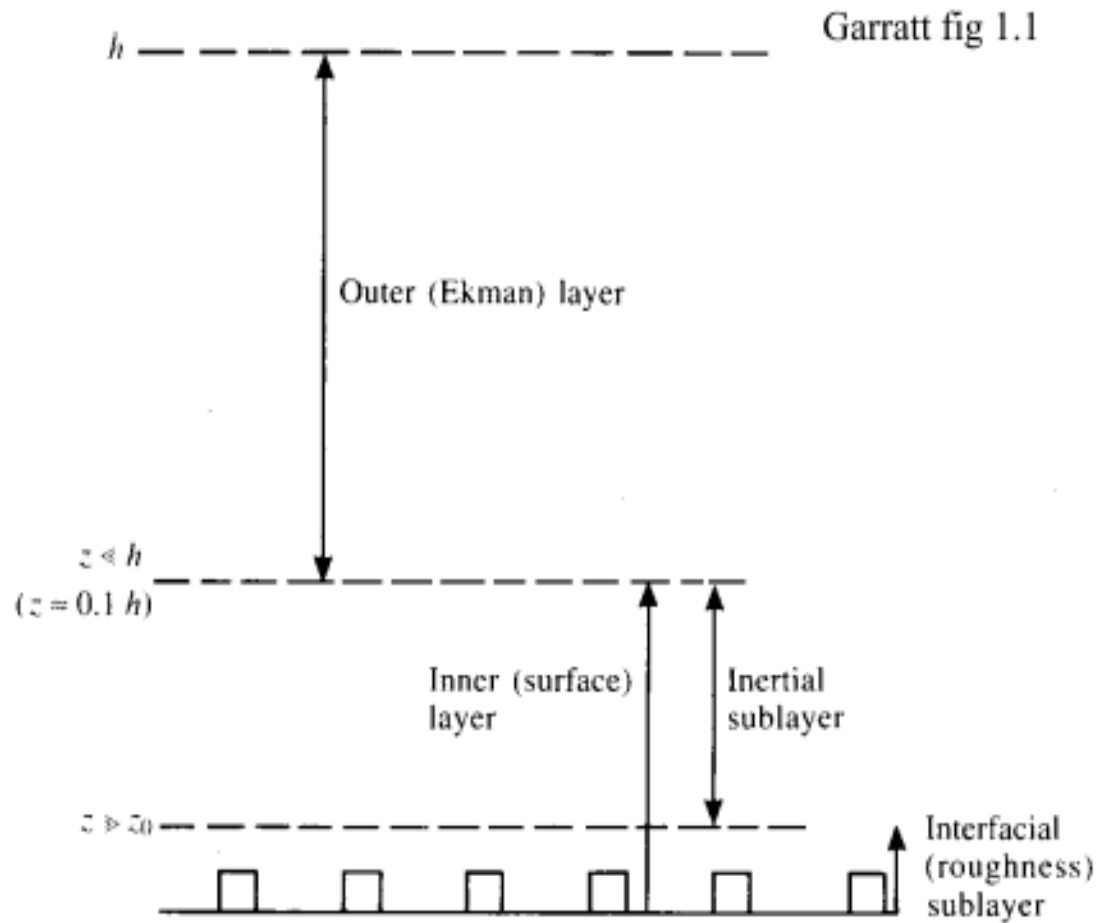 Garratt fig 1.1
h
Outer (Ekman) layer
z ≪ h
(z = 0.1 h)
Inner (surface)
layer
Inertial
sublayer
z ≫ z₀
Interfacial
(roughness)
sublayer